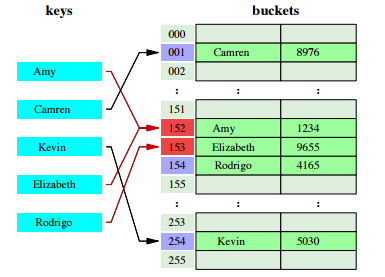 keys buckets
000
001 Camren 8976
002
Amy
: : :
151
Camren
152 Amy 1234
Kevin
153 Elizabeth 9655
154 Rodrigo 4165
Elizabeth
155
: : :
Rodrigo
253
254 Kevin 5030
255